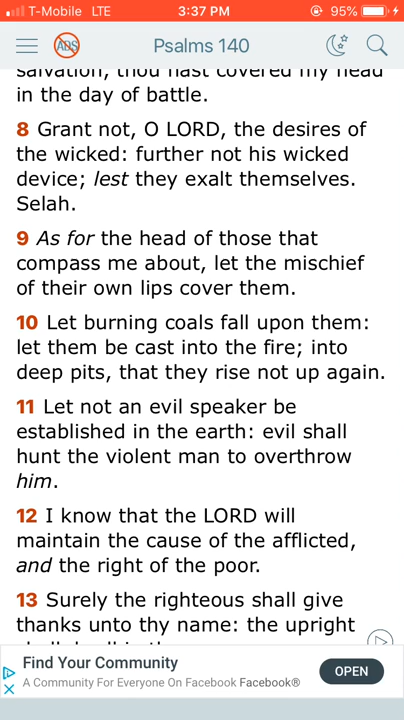 T-Mobile LTE 3:37 PM 95%
ADS Psalms 140
salvation, thou hast covered my head
in the day of battle.
8 Grant not, O LORD, the desires of
the wicked: further not his wicked
device; lest they exalt themselves.
Selah.
9 As for the head of those that
compass me about, let the mischief
of their own lips cover them.
10 Let burning coals fall upon them:
let them be cast into the fire; into
deep pits, that they rise not up again.
11 Let not an evil speaker be
established in the earth: evil shall
hunt the violent man to overthrow
him.
12 I know that the LORD will
maintain the cause of the afflicted,
and the right of the poor.
13 Surely the righteous shall give
thanks unto thy name: the upright
Find Your Community
A Community For Everyone On Facebook Facebook®
OPEN